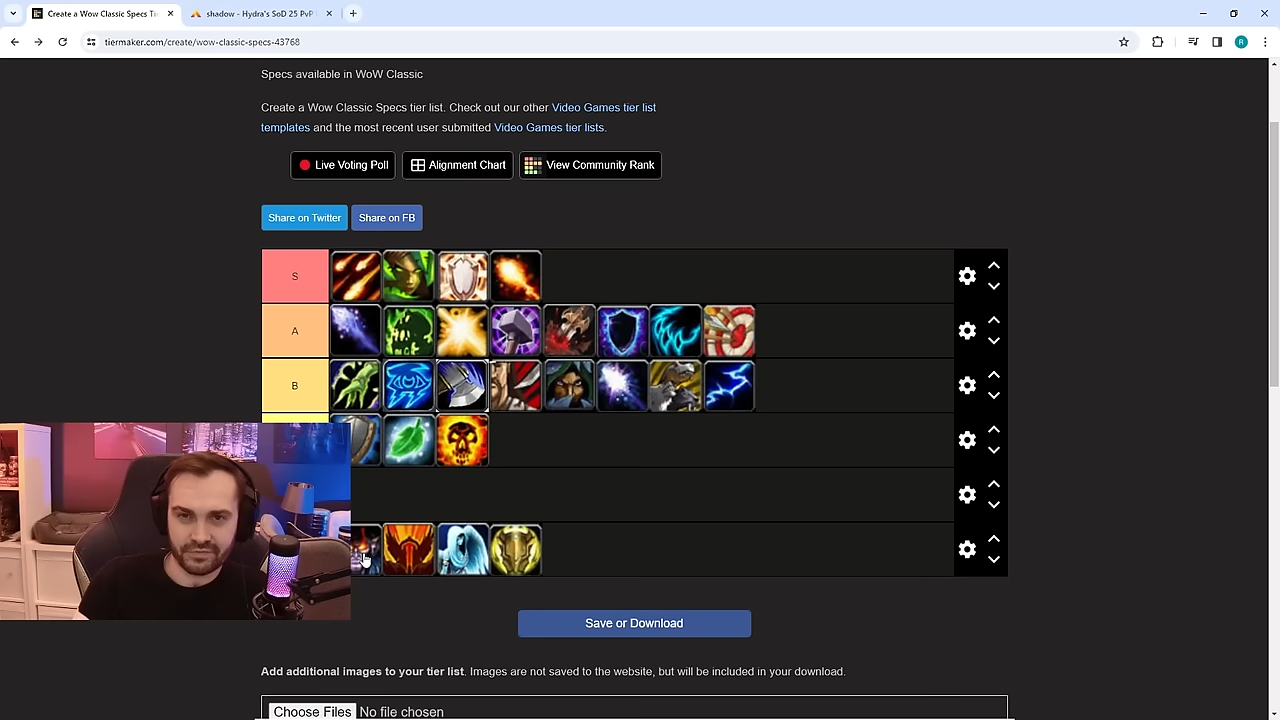 Create a Wow Classic Specs Ti
shadow - Hydra's SoD 25 PvP
tiermaker.com/create/wow-classic-specs-43768
R
Specs available in WoW Classic
Create a Wow Classic Specs tier list. Check out our other Video Games tier list
templates and the most recent user submitted Video Games tier lists.
Live Voting Poll
Alignment Chart
View Community Rank
Share on Twitter
Share on FB
S
A
B
Save or Download
Add additional images to your tier list. Images are not saved to the website, but will be included in your download.
Choose Files No file chosen